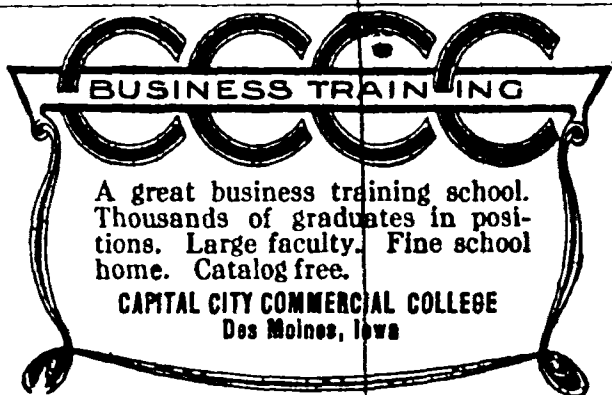 CCCC
BUSINESS TRAINING
A great business training school.
Thousands of graduates in posi-
tions. Large faculty. Fine school
home. Catalog free.
CAPITAL CITY COMMERCIAL COLLEGE
Des Moines, Iowa